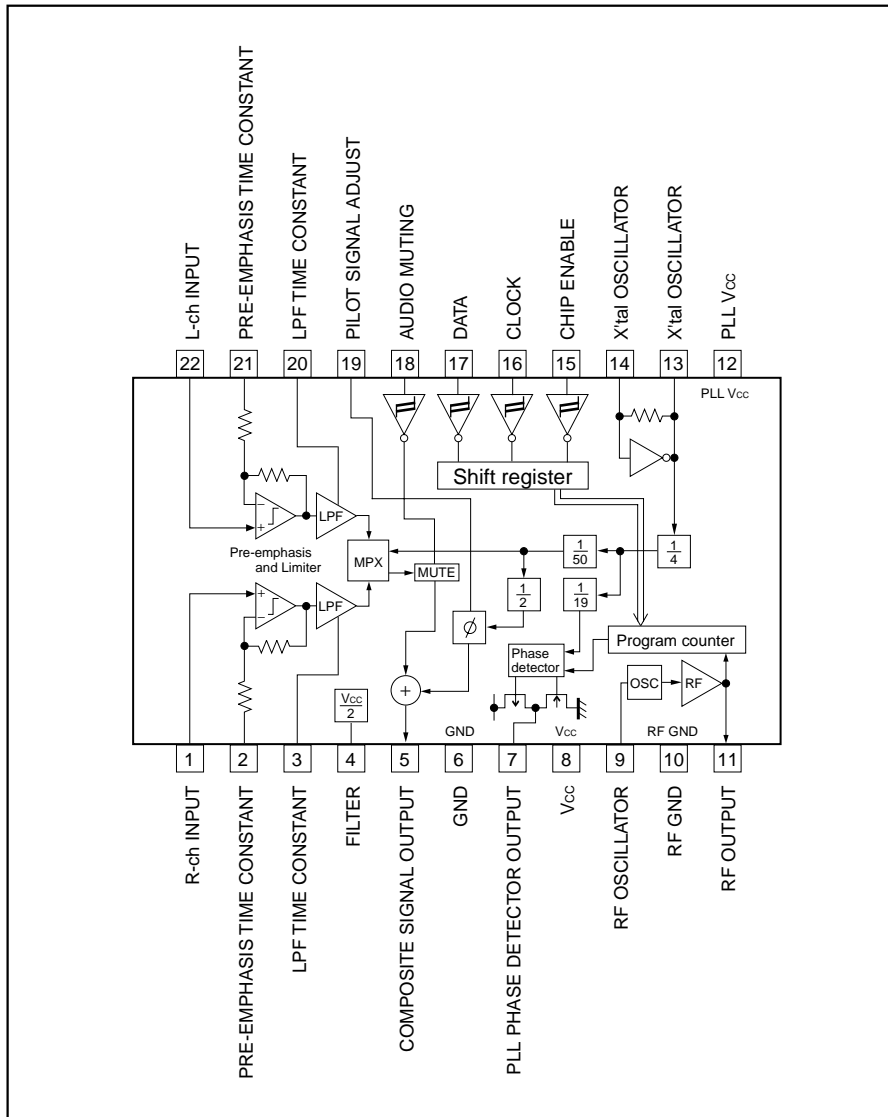 L-ch INPUT
PRE-EMPHASIS TIME CONSTANT
LPF TIME CONSTANT
PILOT SIGNAL ADJUST
AUDIO MUTING
DATA
CLOCK
CHIP ENABLE
X'tal OSCILLATOR
X'tal OSCILLATOR
PLL Vcc
22
21
20
19
18
17
16
15
14
13
12
PLL Vcc
Shift register
LPF
Pre-emphasis
and Limiter
MPX
MUTE
1
50
1
4
1
2
1
19
LPF
ϕ
Phase
detector
Program counter
OSC
RF
Vcc
2
+
GND
Vcc
RF GND
1
2
3
4
5
6
7
8
9
10
11
R-ch INPUT
PRE-EMPHASIS TIME CONSTANT
LPF TIME CONSTANT
FILTER
COMPOSITE SIGNAL OUTPUT
GND
PLL PHASE DETECTOR OUTPUT
Vcc
RF OSCILLATOR
RF GND
RF OUTPUT